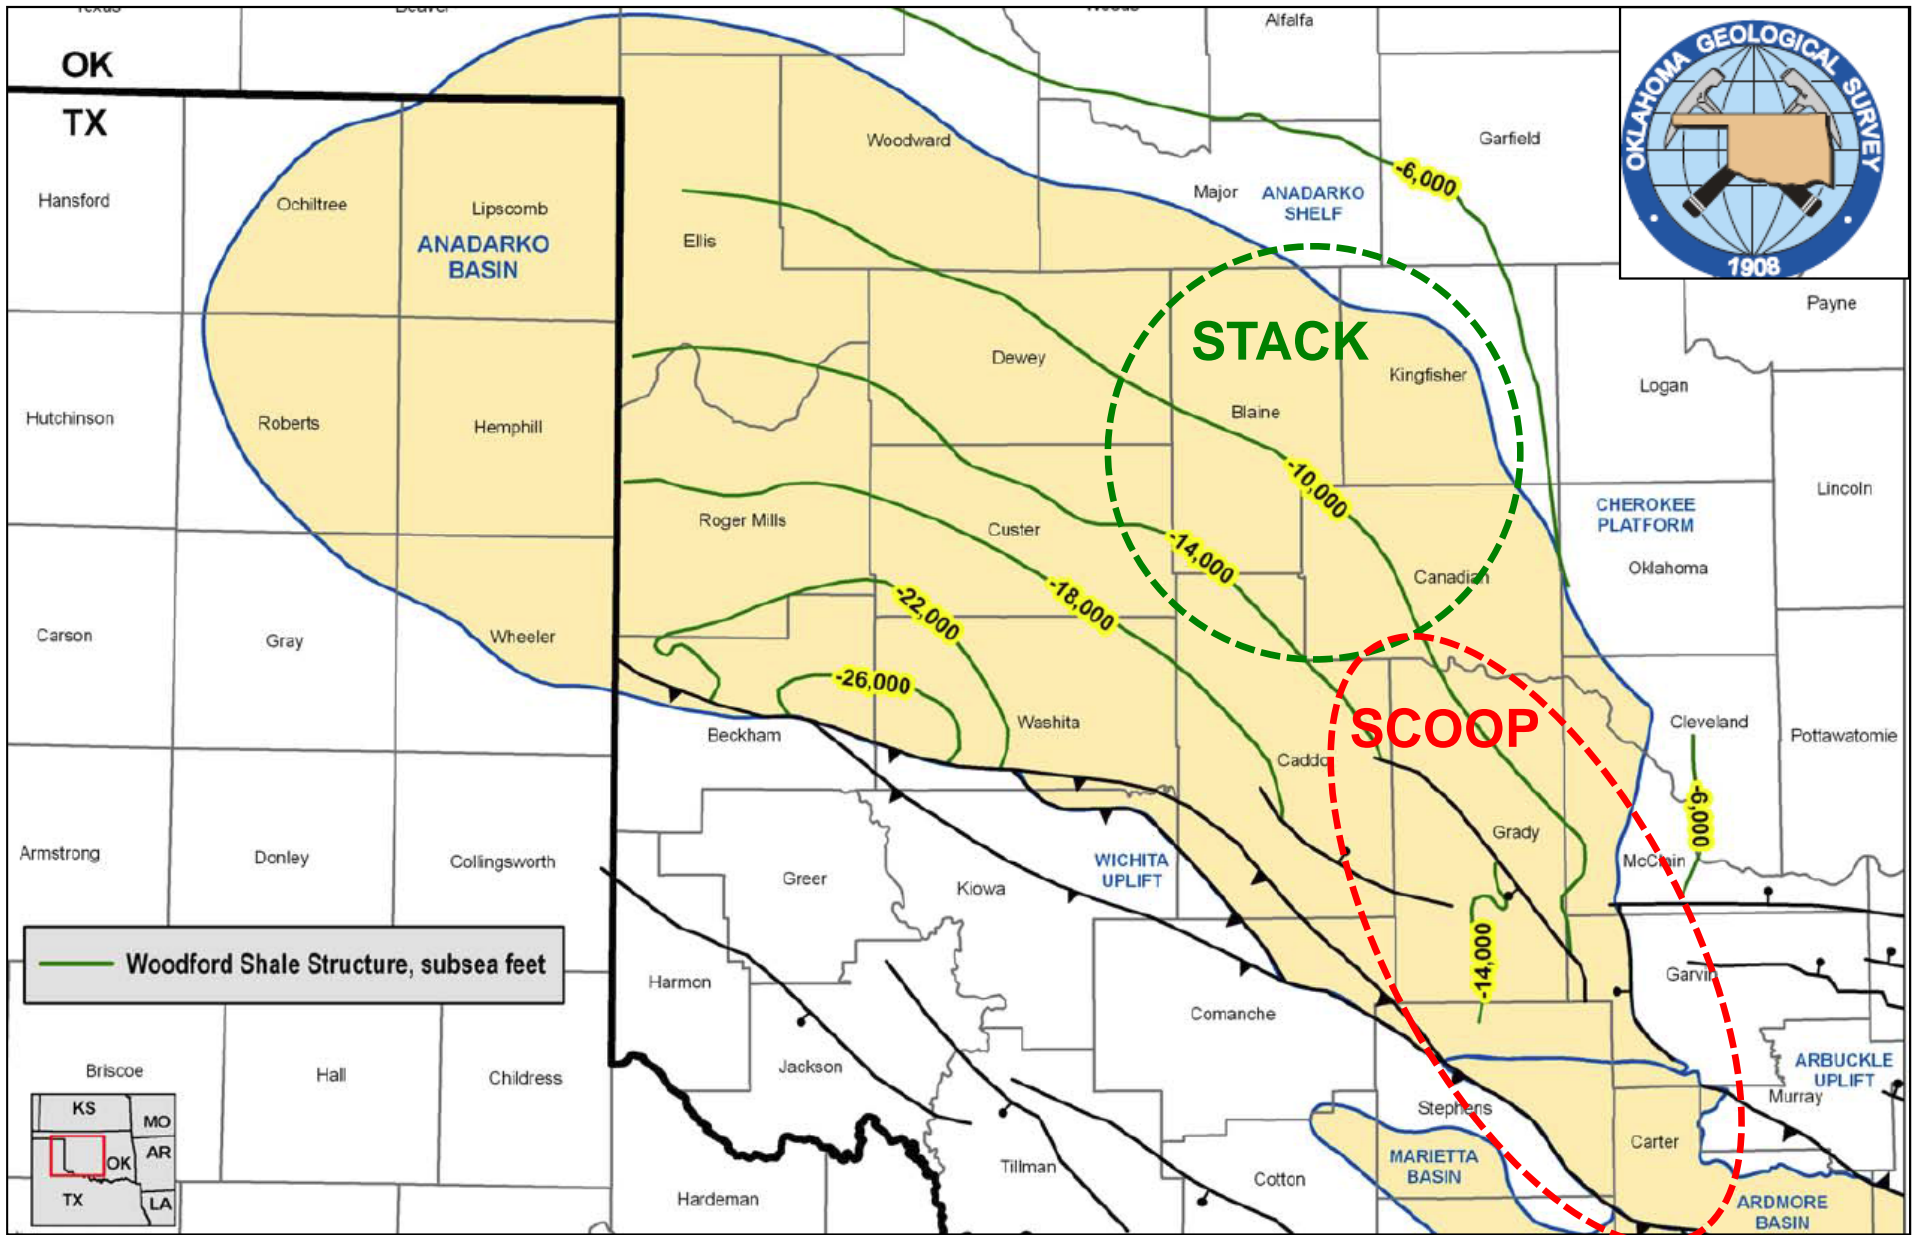 Texas
Beaver
Woods
Alfalfa
OK
TX
OKLAHOMA GEOLOGICAL SURVEY
1908
Hansford
Ochiltree
Lipscomb
ANADARKO
BASIN
Ellis
Woodward
Major
ANADARKO
SHELF
-6,000
Garfield
Payne
Hutchinson
Roberts
Hemphill
Dewey
STACK
Blaine
Kingfisher
Logan
Lincoln
Roger Mills
Custer
-10,000
-14,000
CHEROKEE
PLATFORM
Canadian
Oklahoma
-18,000
-22,000
Carson
Gray
Wheeler
-26,000
Beckham
Washita
Caddo
SCOOP
Cleveland
Pottawatomie
-6,000
Grady
McClain
Armstrong
Donley
Collingsworth
Greer
Kiowa
WICHITA
UPLIFT
-14,000
Woodford Shale Structure, subsea feet
Harmon
Comanche
Garvin
Briscoe
Hall
Childress
Jackson
Stephens
ARBUCKLE
UPLIFT
Murray
Carter
Tillman
Cotton
MARIETTA
BASIN
Hardeman
ARDMORE
BASIN
KS
MO
AR
OK
TX
LA